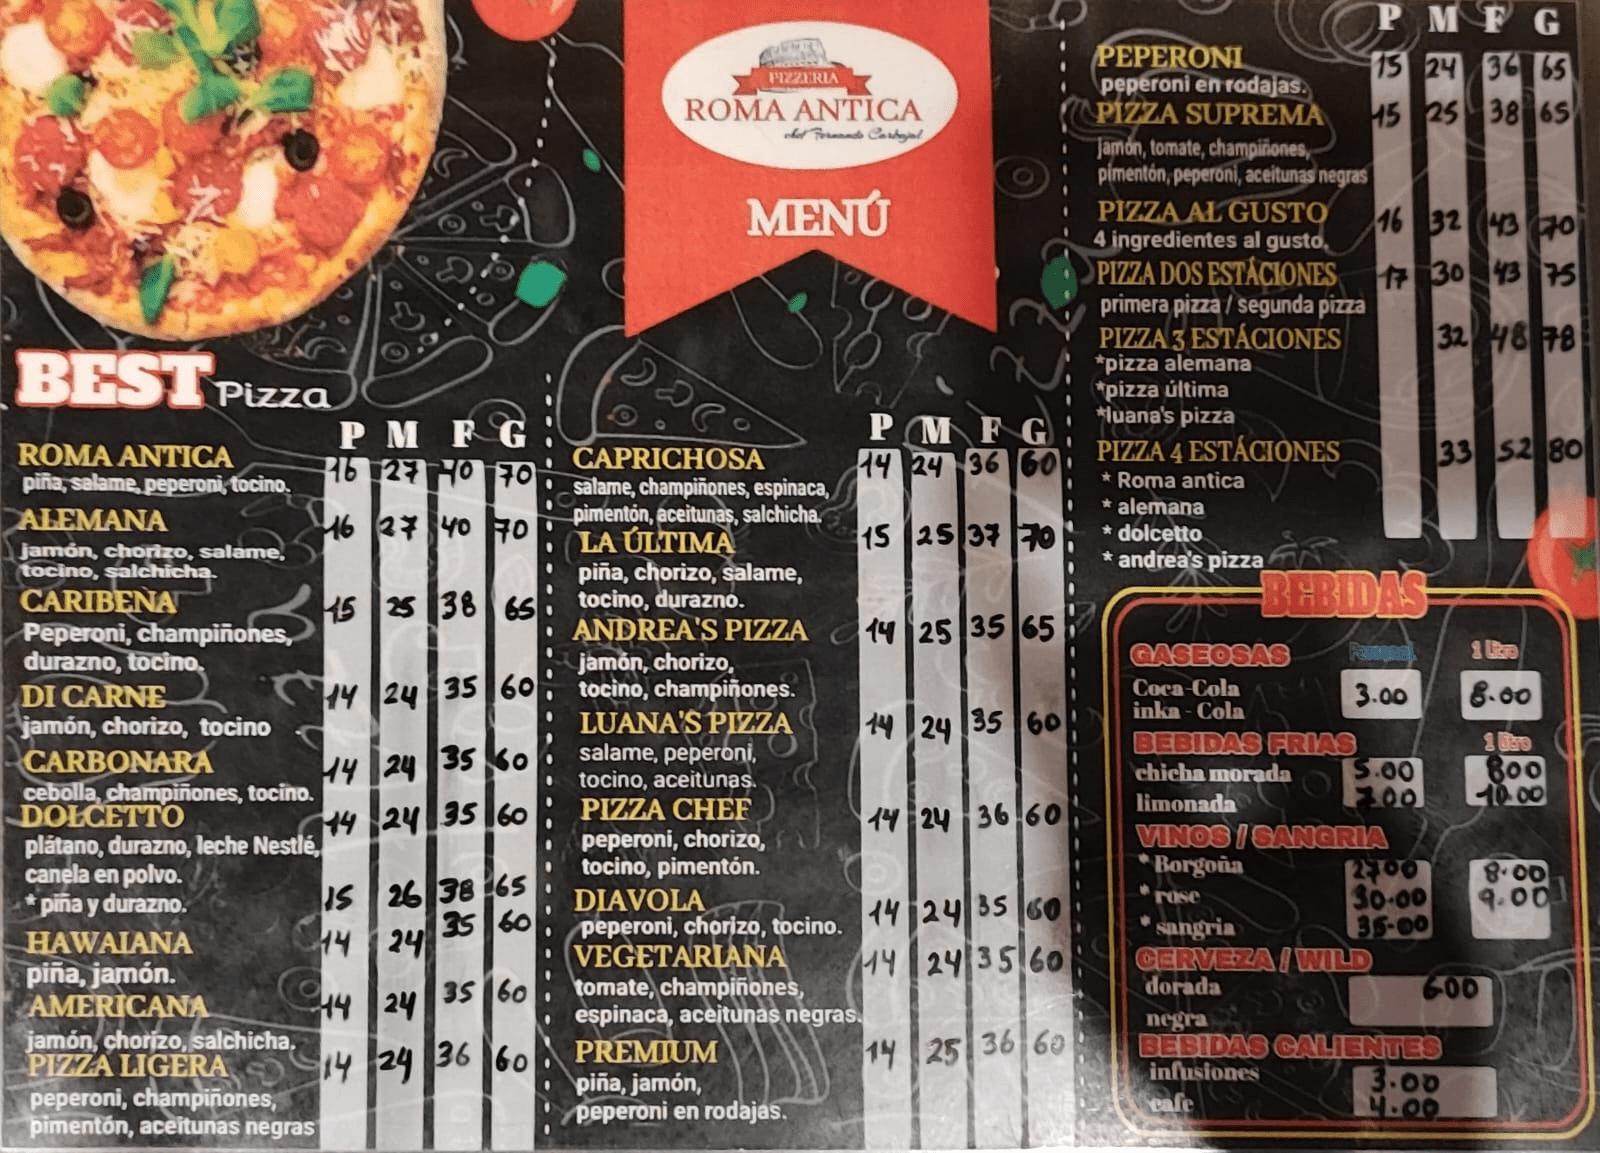 PIZZERIA
ROMA ANTICA
chef Fernando Carbajal
MENÚ
BEST Pizza
P M F G
ROMA ANTICA 16 27 40 70
piña, salame, peperoni, tocino.
ALEMANA 16 27 40 70
jamón, chorizo, salame,
tocino, salchicha.
CARIBEÑA 15 25 38 65
Peperoni, champiñones,
durazno, tocino.
DI CARNE 14 24 35 60
jamón, chorizo, tocino
CARBONARA 14 24 35 60
cebolla, champiñones, tocino.
DOLCETTO 14 24 35 60
plátano, durazno, leche Nestlé,
canela en polvo.
* piña y durazno. 15 26 38 65
HAWAIANA 14 24 35 60
piña, jamón.
AMERICANA 14 24 35 60
jamón, chorizo, salchicha.
PIZZA LIGERA 14 24 36 60
peperoni, champiñones,
pimentón, aceitunas negras
P M F G
CAPRICHOSA 14 24 36 60
salame, champiñones, espinaca,
pimentón, aceitunas, salchicha.
LA ÚLTIMA 15 25 37 70
piña, chorizo, salame,
tocino, durazno.
ANDREA'S PIZZA 14 25 35 65
jamón, chorizo,
tocino, champiñones.
LUANA'S PIZZA 14 24 35 60
salame, peperoni,
tocino, aceitunas.
PIZZA CHEF 14 24 36 60
peperoni, chorizo,
tocino, pimentón.
DIAVOLA 14 24 35 60
peperoni, chorizo, tocino.
VEGETARIANA 14 24 35 60
tomate, champiñones,
espinaca, aceitunas negras.
PREMIUM 14 25 36 60
piña, jamón,
peperoni en rodajas.
P M F G
PEPERONI 15 24 36 65
peperoni en rodajas.
PIZZA SUPREMA 15 25 38 65
jamón, tomate, champiñones,
pimentón, peperoni, aceitunas negras
PIZZA AL GUSTO 16 32 43 70
4 ingredientes al gusto.
PIZZA DOS ESTÁCIONES 17 30 43 75
primera pizza / segunda pizza
PIZZA 3 ESTÁCIONES 32 48 78
*pizza alemana
*pizza última
*luana's pizza
PIZZA 4 ESTÁCIONES 33 52 80
* Roma antica
* alemana
* dolcetto
* andrea's pizza
BEBIDAS
GASEOSAS 1 litro
Coca-Cola 3.00 8.00
inka - Cola
BEBIDAS FRIAS 1 litro
chicha morada 5.00 800
limonada 7.00 10.00
VINOS / SANGRIA
* Borgoña 2700 8.00
* rose 30.00 9.00
* sangria 35-00
CERVEZA / WILD
dorada 600
negra
BEBIDAS CALIENTES
infusiones 3.00
cafe 4.00